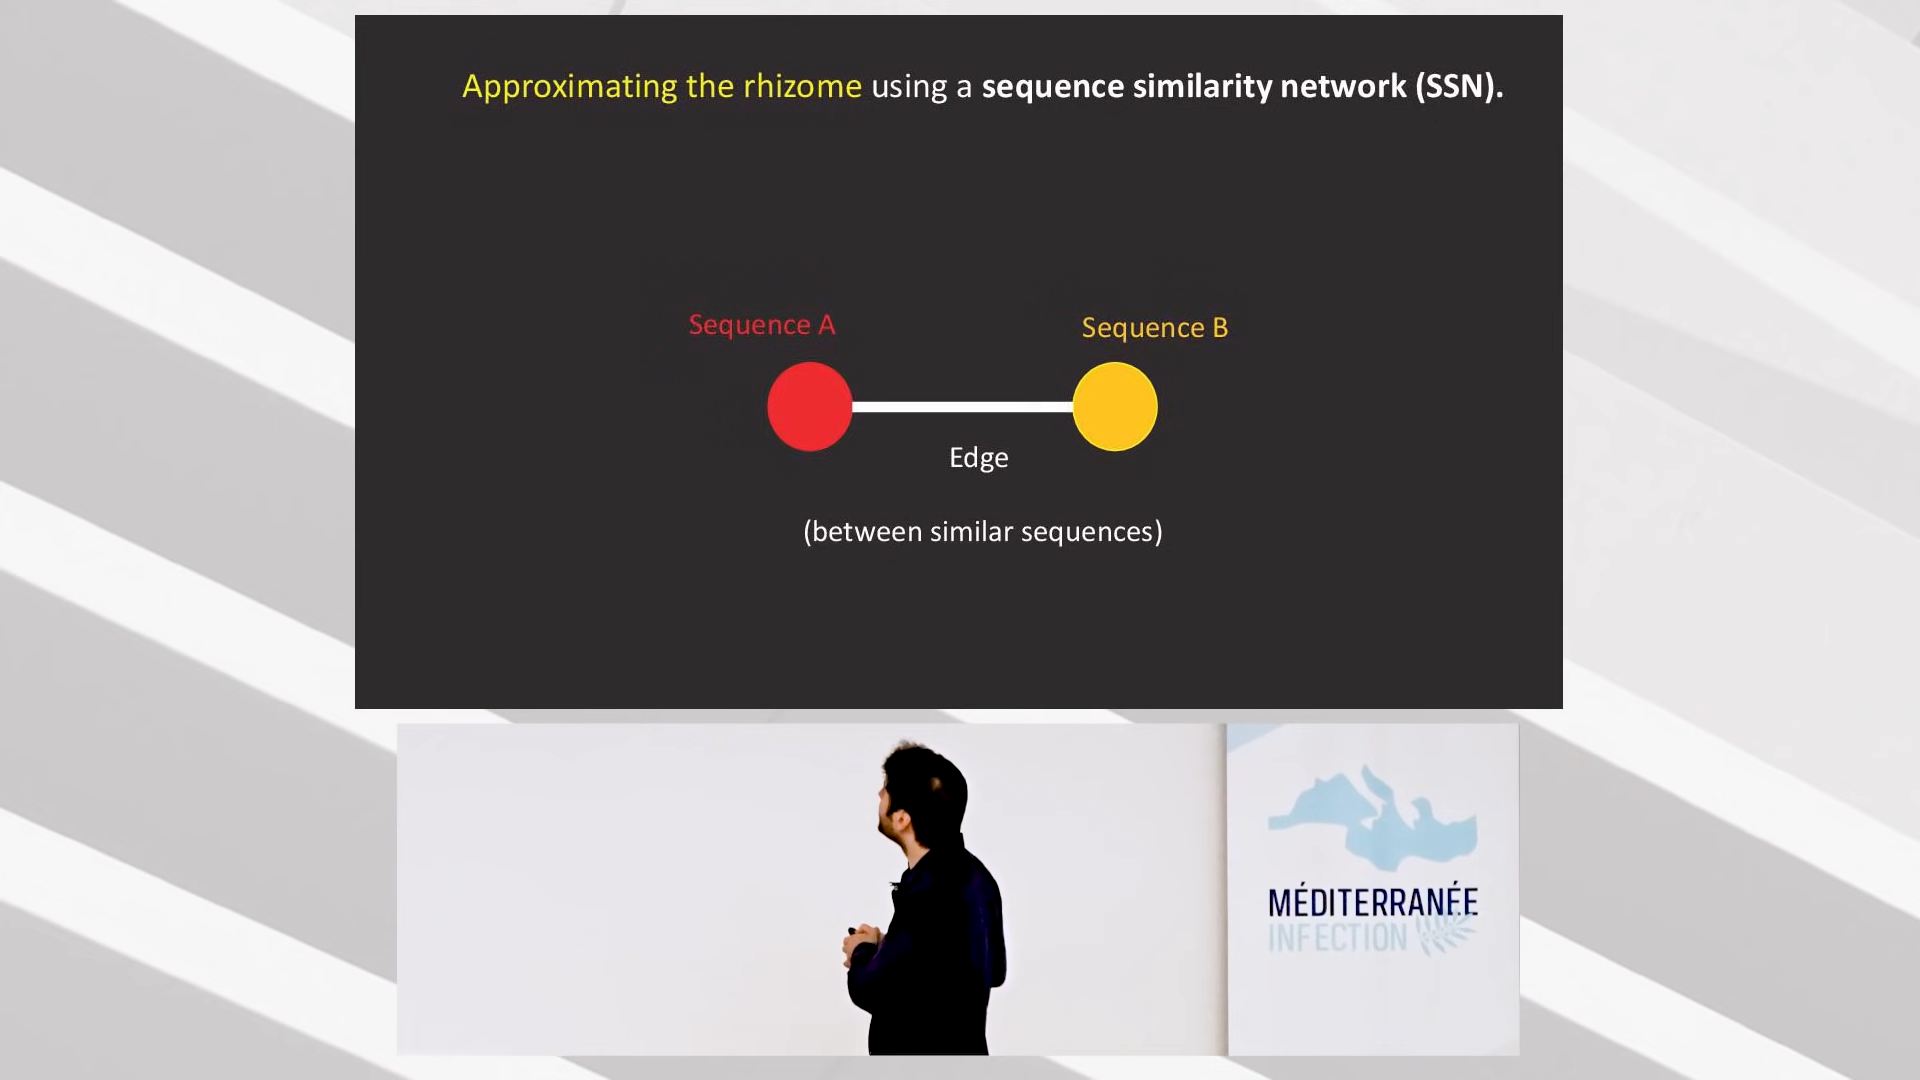 Approximating the rhizome using a sequence similarity network (SSN).
Sequence A
Sequence B
Edge
(between similar sequences)
MÉDITERRANÉE
INFECTION